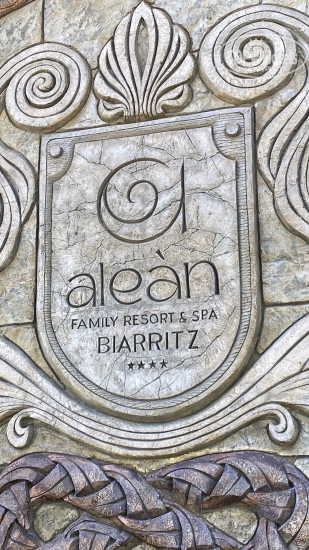 aleàn
FAMILY RESORT & SPA
BIARRITZ
★★★★